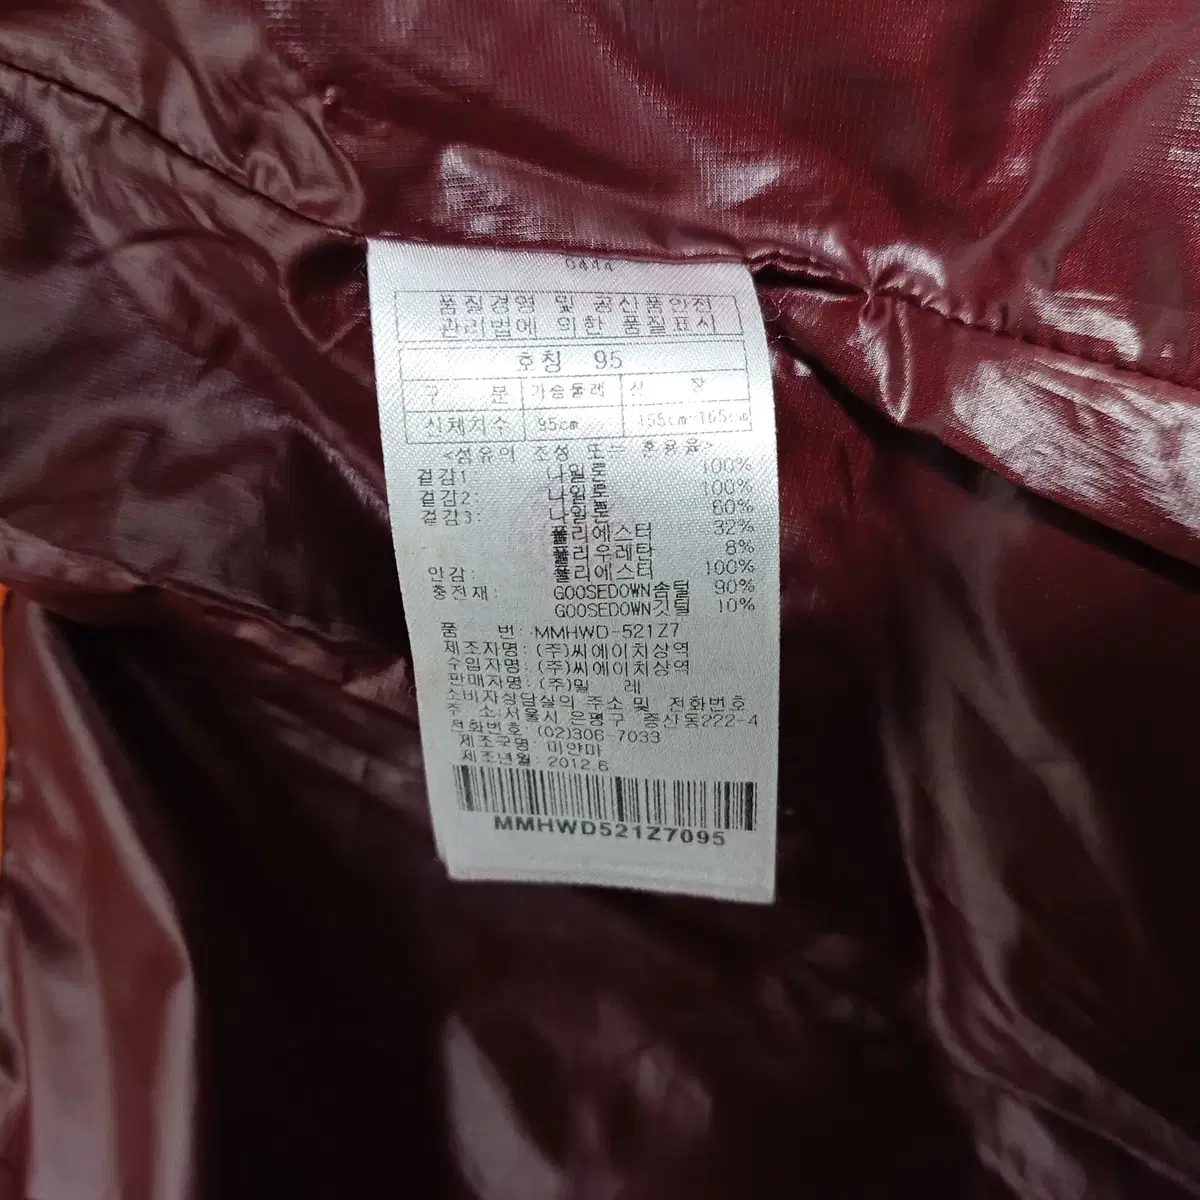 0444
품질경영 및 공산품안전
관리법에 의한 품질표시
호칭 95
구 분 가슴둘레 신 장
신체치수 95cm 155cm-165cm
<섬유의 조성 또는 혼용율>
겉감1 나일론 100%
겉감2: 나일론 100%
겉감3: 나일론 60%
폴리에스터 32%
폴리우레탄 8%
안감: 폴리에스터 100%
충전재: GOOSEDOWN솜털 90%
GOOSEDOWN깃털 10%
품 번: MMHWD-521Z7
제조자명: (주)씨에이치상역
수입자명: (주)씨에이치상역
판매자명: (주)밀 레
소비자상담실의 주소 및 전화번호
주 소:서울시 은평구 증산동222-4
전화번호: (02)306-7033
제조국명: 미얀마
제조년월: 2012.6
MMHWD521Z7095